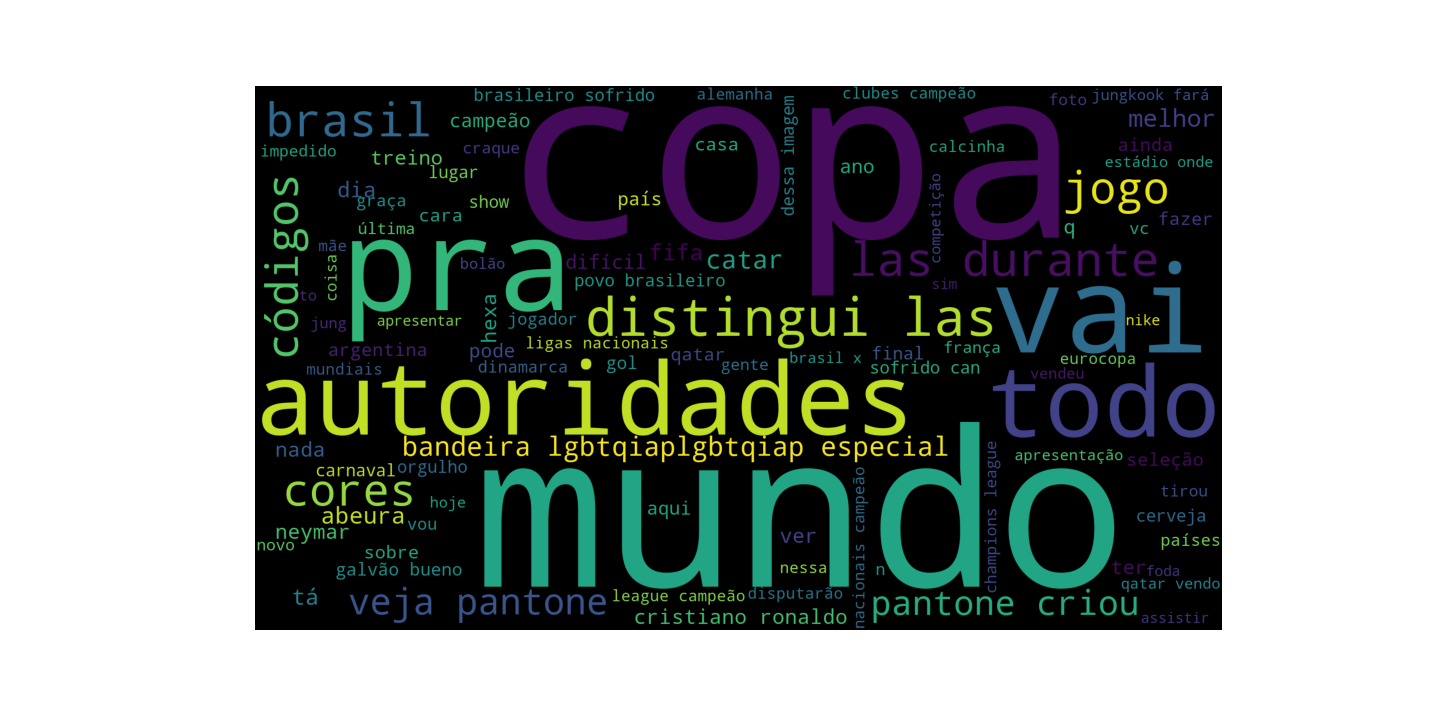 brasileiro sofrido
alemanha
clubes campeão
foto
jungkook fará
brasil
campeão
copa
melhor
impedido
treino
craque
casa
dessa imagem
ano
calcinha
ainda
estádio onde
lugar
dia
graça
show
país
competição
jogo
códigos
cara
última
q
vc
fazer
mãe
coisa
pra
bolão
difícil
fifa
catar
las durante
povo brasileiro
sim
vai
to
jung
apresentar
hexa
jogador
distingui las
nike
argentina
pode
ligas nacionais
qatar
brasil x
final
frança
eurocopa
mundiais
dinamarca
gol
gente
sofrido can
vendeu
autoridades
todo
nada
bandeira lgbtqiaplgbtqiap especial
champions league
apresentação
seleção
carnaval
orgulho
mundo
cores
hoje
aqui
nacionais campeão
tirou
abeura
vou
cerveja
neymar
ver
países
novo
sobre
galvão bueno
nessa
n
ter
foda
qatar vendo
tá
veja pantone
league campeão
disputarão
pantone criou
cristiano ronaldo
assistir